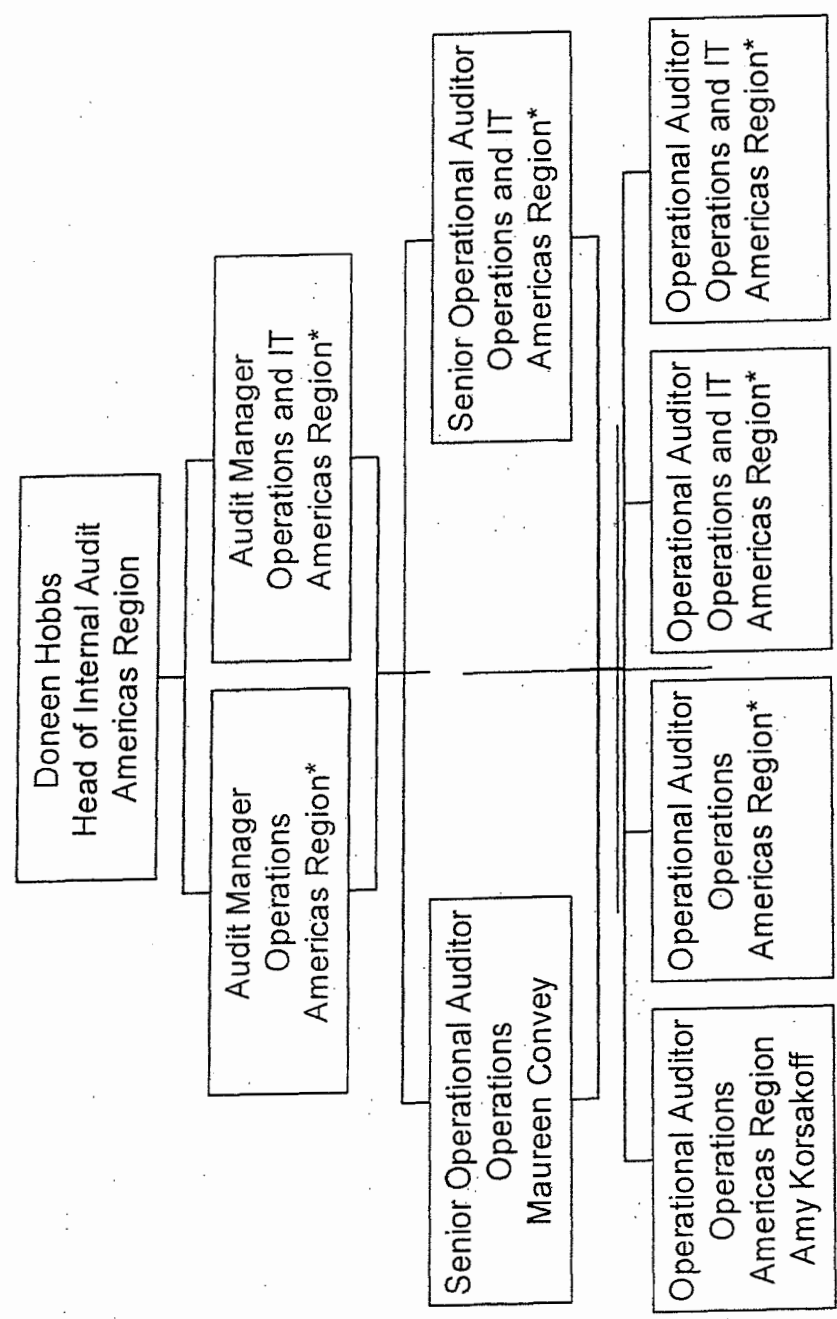 Doneen Hobbs
Head of Internal Audit
Americas Region
Audit Manager
Operations
Americas Region*
Audit Manager
Operations and IT
Americas Region*
Senior Operational Auditor
Operations
Maureen Convey
Senior Operational Auditor
Operations and IT
Americas Region*
Operational Auditor
Operations
Americas Region
Amy Korsakoff
Operational Auditor
Operations
Americas Region*
Operational Auditor
Operations and IT
Americas Region*
Operational Auditor
Operations and IT
Americas Region*